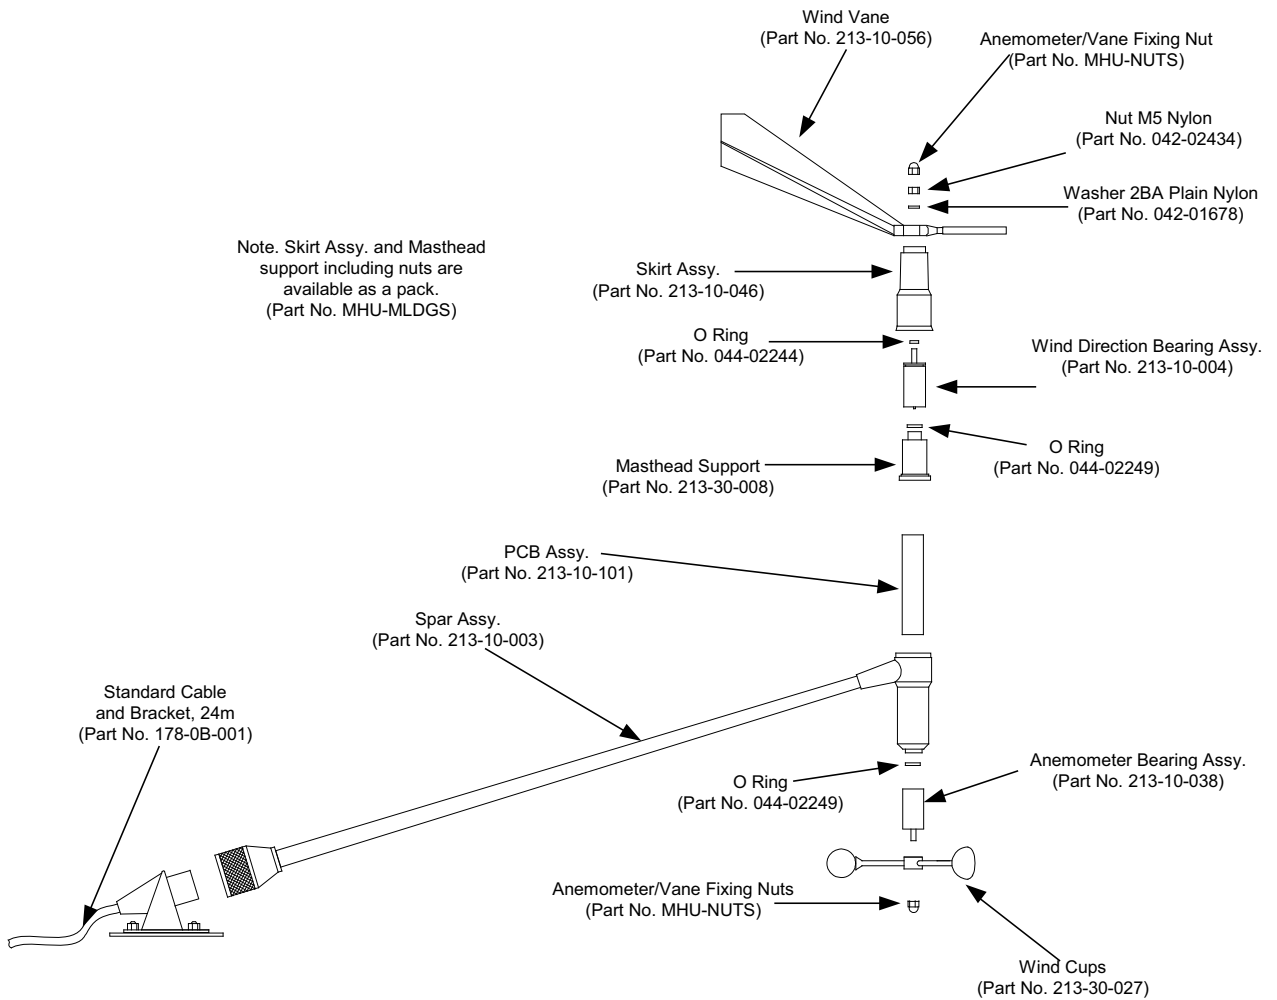 Wind Vane
(Part No. 213-10-056)
Anemometer/Vane Fixing Nut
(Part No. MHU-NUTS)
Nut M5 Nylon
(Part No. 042-02434)
Washer 2BA Plain Nylon
(Part No. 042-01678)
Note. Skirt Assy. and Masthead
support including nuts are
available as a pack.
(Part No. MHU-MLDGS)
Skirt Assy.
(Part No. 213-10-046)
O Ring
(Part No. 044-02244)
Wind Direction Bearing Assy.
(Part No. 213-10-004)
O Ring
(Part No. 044-02249)
Masthead Support
(Part No. 213-30-008)
PCB Assy.
(Part No. 213-10-101)
Spar Assy.
(Part No. 213-10-003)
Standard Cable
and Bracket, 24m
(Part No. 178-0B-001)
O Ring
(Part No. 044-02249)
Anemometer Bearing Assy.
(Part No. 213-10-038)
Anemometer/Vane Fixing Nuts
(Part No. MHU-NUTS)
Wind Cups
(Part No. 213-30-027)